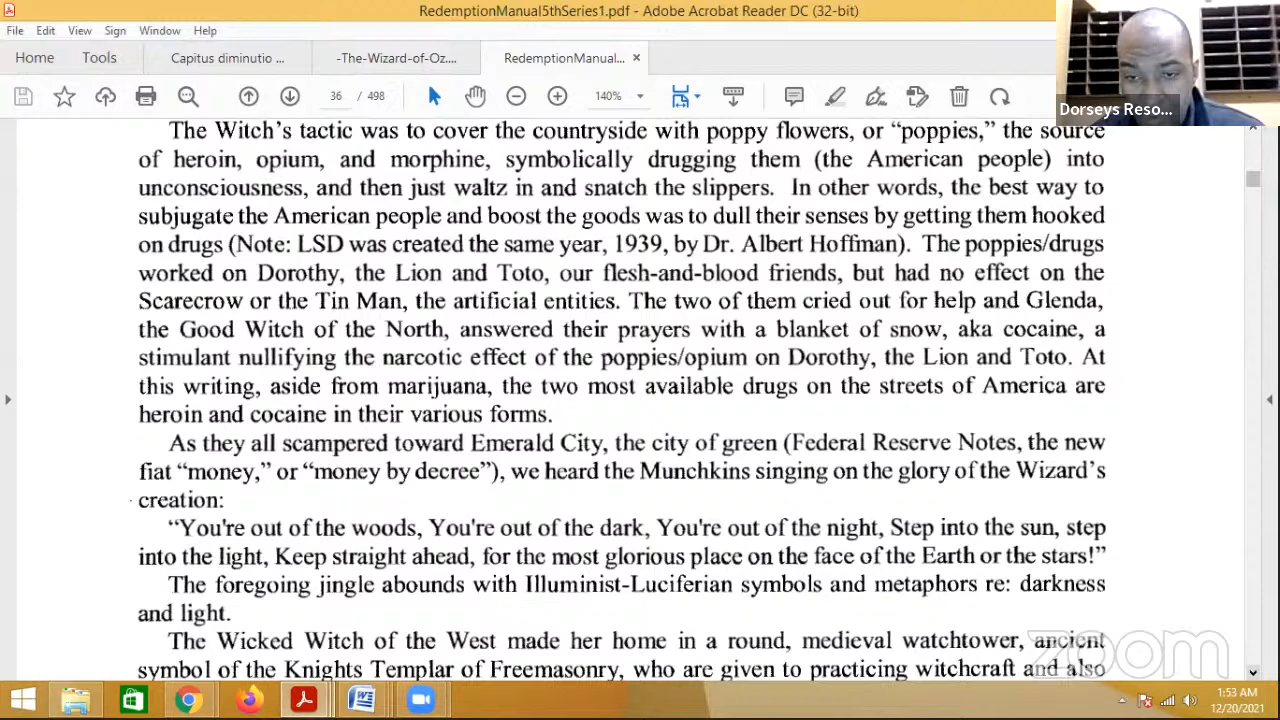 RedemptionManual5thSeries1.pdf - Adobe Acrobat Reader DC (32-bit)
File Edit View Sign Window Help
Home Tools Capitus diminutio ... -The-Wizard-of-Oz.... RedemptionManual... ×
36 / 140%
Dorseys Reso...
The Witch's tactic was to cover the countryside with poppy flowers, or “poppies,” the source
of heroin, opium, and morphine, symbolically drugging them (the American people) into
unconsciousness, and then just waltz in and snatch the slippers. In other words, the best way to
subjugate the American people and boost the goods was to dull their senses by getting them hooked
on drugs (Note: LSD was created the same year, 1939, by Dr. Albert Hoffman). The poppies/drugs
worked on Dorothy, the Lion and Toto, our flesh-and-blood friends, but had no effect on the
Scarecrow or the Tin Man, the artificial entities. The two of them cried out for help and Glenda,
the Good Witch of the North, answered their prayers with a blanket of snow, aka cocaine, a
stimulant nullifying the narcotic effect of the poppies/opium on Dorothy, the Lion and Toto. At
this writing, aside from marijuana, the two most available drugs on the streets of America are
heroin and cocaine in their various forms.
As they all scampered toward Emerald City, the city of green (Federal Reserve Notes, the new
fiat “money,” or “money by decree”), we heard the Munchkins singing on the glory of the Wizard's
creation:
“You're out of the woods, You're out of the dark, You're out of the night, Step into the sun, step
into the light, Keep straight ahead, for the most glorious place on the face of the Earth or the stars!”
The foregoing jingle abounds with Illuminist-Luciferian symbols and metaphors re: darkness
and light.
The Wicked Witch of the West made her home in a round, medieval watchtower, ancient
symbol of the Knights Templar of Freemasonry, who are given to practicing witchcraft and also
zoom
1:53 AM
12/20/2021